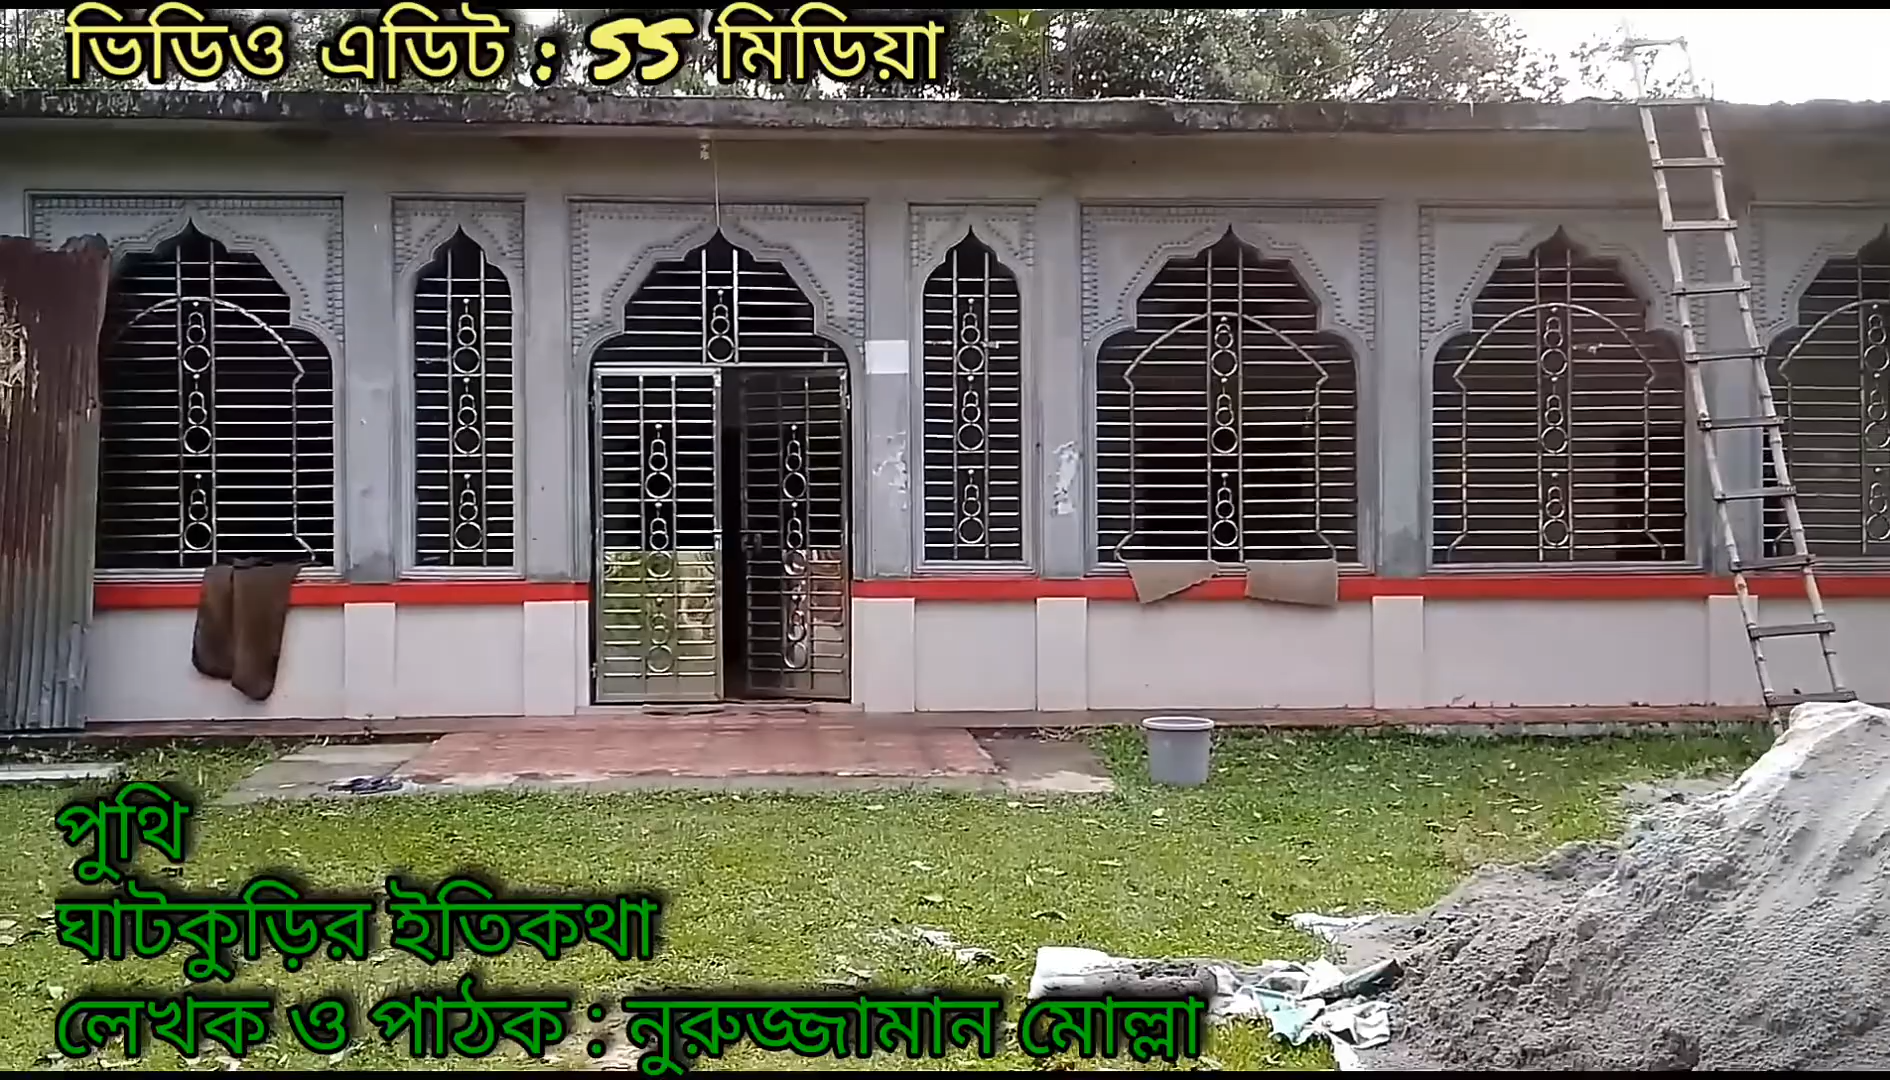 ভিডিও এডিট : SS মিডিয়া
পুথি
ঘাটকুড়ির ইতিকথা
লেখক ও পাঠক : নুরুজ্জামান মোল্লা